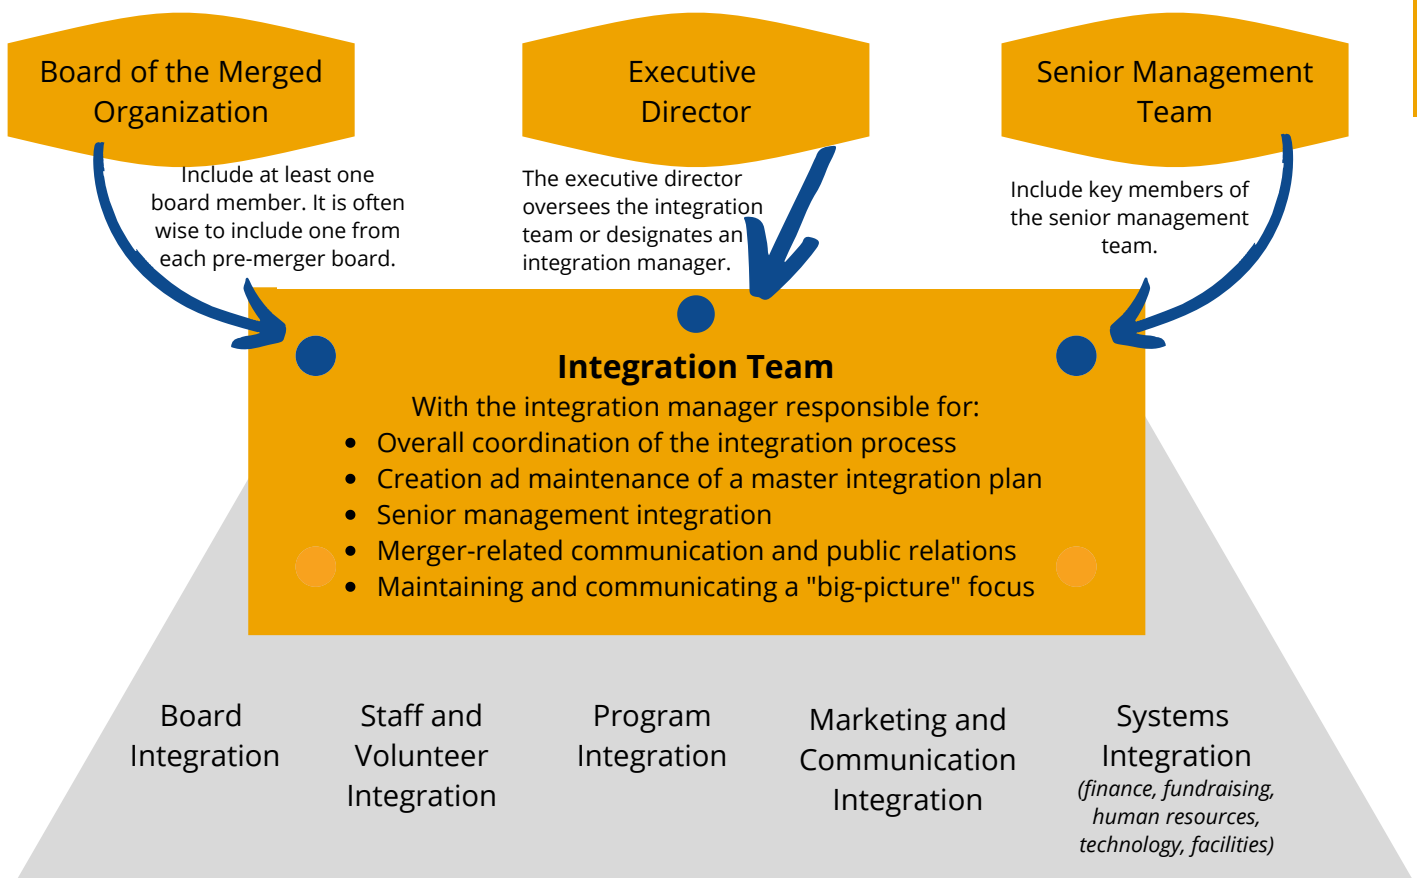 Board of the Merged
Organization
Executive
Director
Senior Management
Team
Include at least one
board member. It is often
wise to include one from
each pre-merger board.
The executive director
oversees the integration
team or designates an
integration manager.
Include key members of
the senior management
team.
Integration Team
With the integration manager responsible for:
• Overall coordination of the integration process
• Creation ad maintenance of a master integration plan
• Senior management integration
• Merger-related communication and public relations
• Maintaining and communicating a "big-picture" focus
Board
Integration
Staff and
Volunteer
Integration
Program
Integration
Marketing and
Communication
Integration
Systems
Integration
(finance, fundraising,
human resources,
technology, facilities)